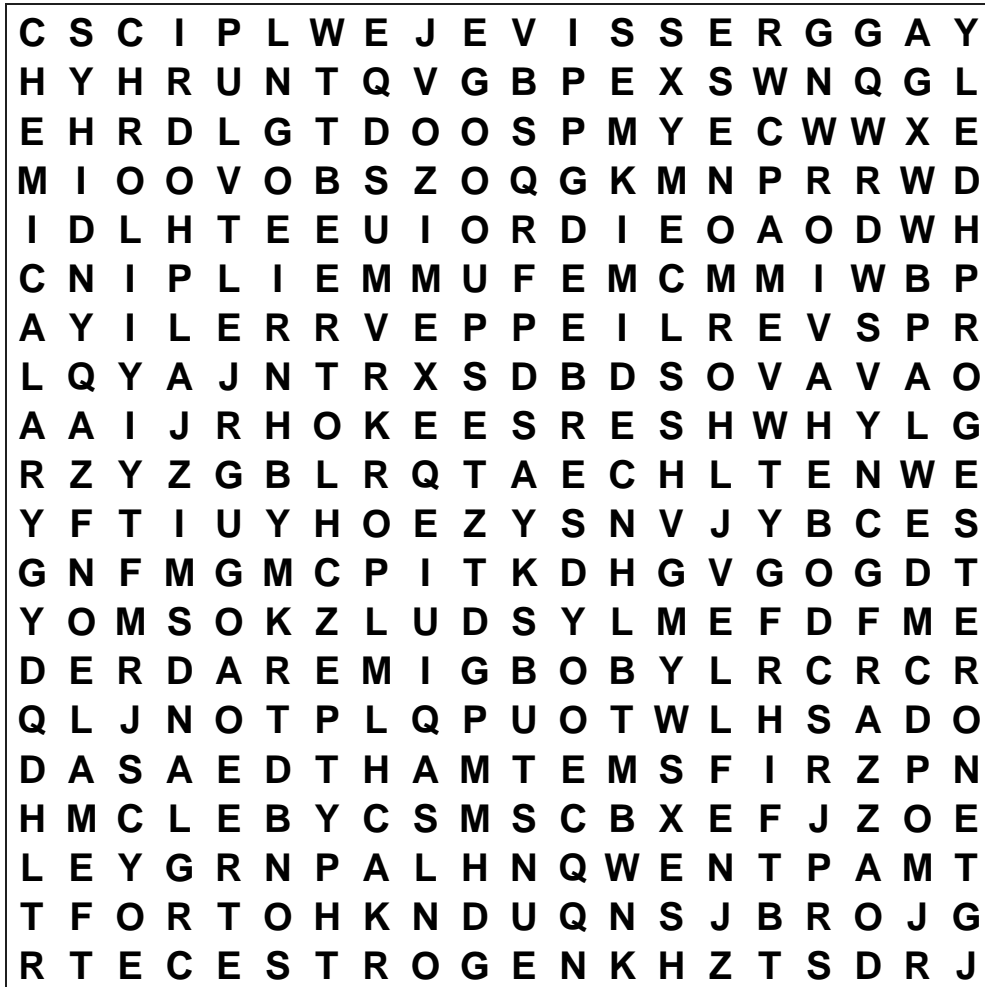 C S C I P L W E J E V I S S E R G G A Y
H Y H R U N T Q V G B P E X S W N Q G L
E H R D L G T D O O S P M Y E C W W X E
M I O O V O B S Z O Q G K M N P R R W D
I D L H T E E U I O R D I E O A O D W H
C N I P L I E M M U F E M C M M I W B P
A Y I L E R R V E P P E I L R E V S P R
L Q Y A J N T R X S D B D S O V A V A O
A A I J R H O K E E S R E S H W H Y L G
R Z Y Z G B L R Q T A E C H L T E N W E
Y F T I U Y H O E Z Y S N V J Y B C E S
G N F M G M C P I T K D H G V G O G D T
Y O M S O K Z L U D S Y L M E F D F M E
D E R D A R E M I G B O B Y L R C R C R
Q L J N O T P L Q P U O T W L H S A D O
D A S A E D T H A M T E M S F I R Z P N
H M C L E B Y C S M S C B X E F J Z O E
L E Y G R N P A L H N Q W E N T P A M T
T F O R T O H K N D U Q N S J B R O J G
R T E C E S T R O G E N K H Z T S D R J